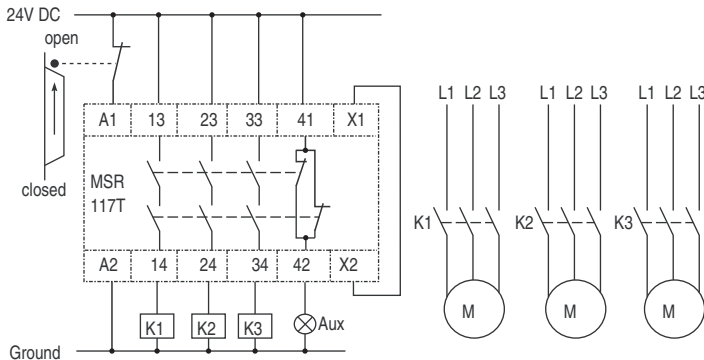 24V DC
open
closed
A1 13 23 33 41 X1
MSR
117T
A2 14 24 34 42 X2
K1 K2 K3 Aux
Ground
L1 L2 L3
K1
M
L1 L2 L3
K2
M
L1 L2 L3
K3
M